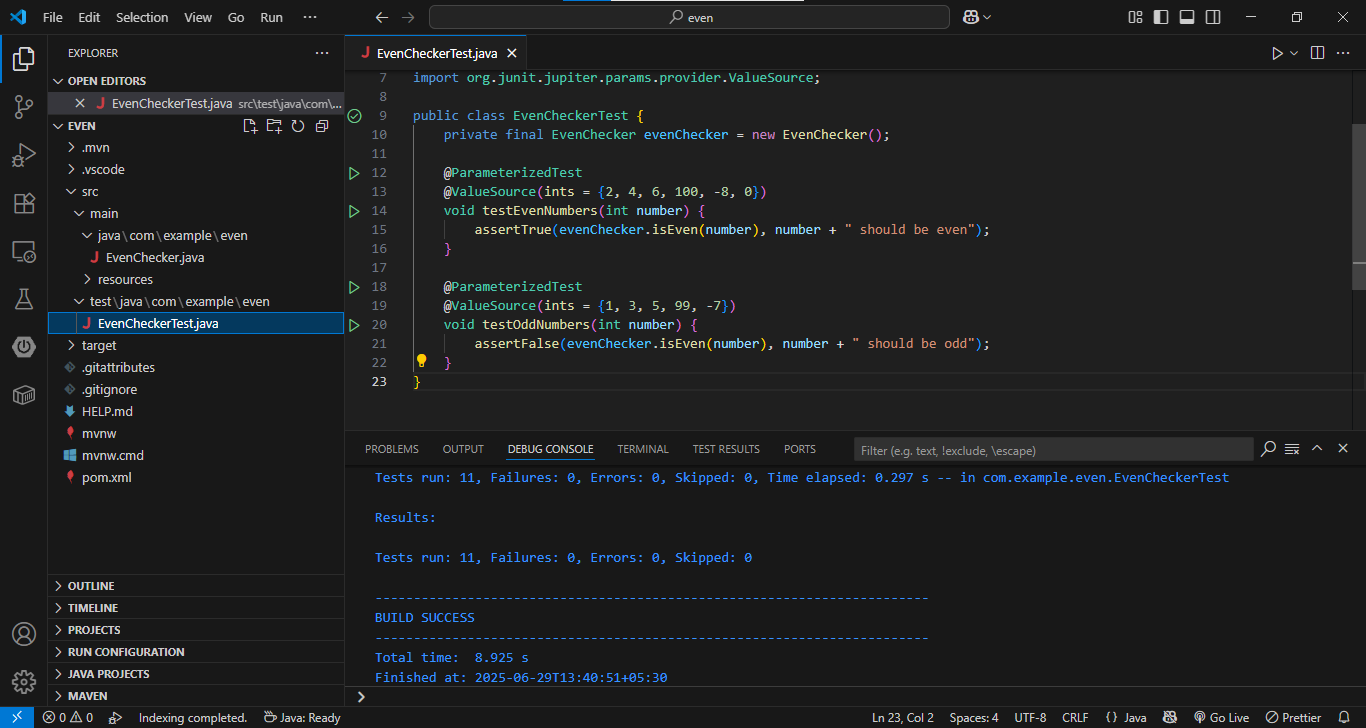 File Edit Selection View Go Run ··· even
EXPLORER ···
OPEN EDITORS
EvenCheckerTest.java src\test\java\com\...
EVEN
.mvn
.vscode
src
main
java\com\example\even
EvenChecker.java
resources
test\java\com\example\even
EvenCheckerTest.java
target
.gitattributes
.gitignore
HELP.md
mvnw
mvnw.cmd
pom.xml
OUTLINE
TIMELINE
PROJECTS
RUN CONFIGURATION
JAVA PROJECTS
MAVEN
EvenCheckerTest.java
7 import org.junit.jupiter.params.provider.ValueSource;
8
9 public class EvenCheckerTest {
10 private final EvenChecker evenChecker = new EvenChecker();
11
12 @ParameterizedTest
13 @ValueSource(ints = {2, 4, 6, 100, -8, 0})
14 void testEvenNumbers(int number) {
15 assertTrue(evenChecker.isEven(number), number + " should be even");
16 }
17
18 @ParameterizedTest
19 @ValueSource(ints = {1, 3, 5, 99, -7})
20 void testOddNumbers(int number) {
21 assertFalse(evenChecker.isEven(number), number + " should be odd");
22 }
23 }
PROBLEMS OUTPUT DEBUG CONSOLE TERMINAL TEST RESULTS PORTS Filter (e.g. text, !exclude, \escape)
Tests run: 11, Failures: 0, Errors: 0, Skipped: 0, Time elapsed: 0.297 s -- in com.example.even.EvenCheckerTest
Results:
Tests run: 11, Failures: 0, Errors: 0, Skipped: 0
------------------------------------------------------------------------
BUILD SUCCESS
------------------------------------------------------------------------
Total time: 8.925 s
Finished at: 2025-06-29T13:40:51+05:30
0 0 Indexing completed. Java: Ready Ln 23, Col 2 Spaces: 4 UTF-8 CRLF {} Java Go Live Prettier